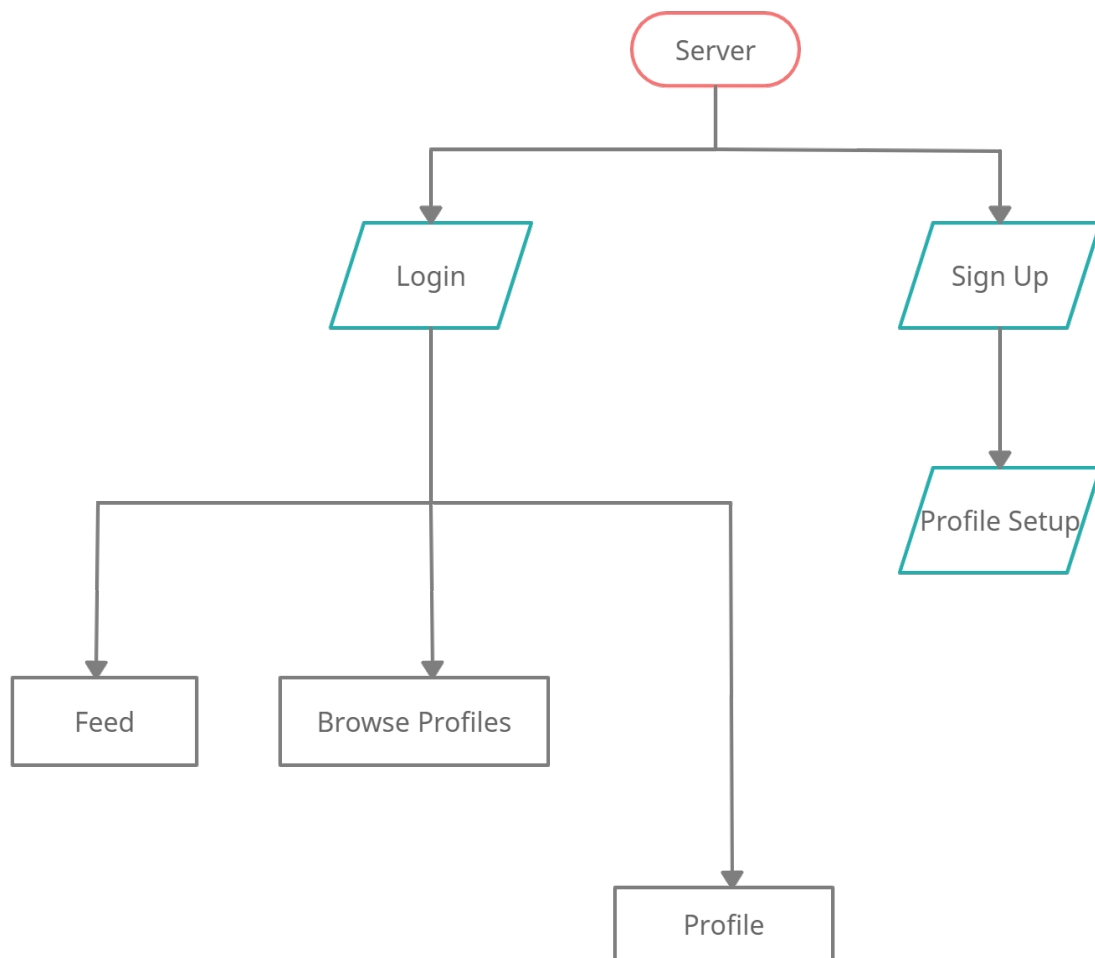 Server
Login
Sign Up
Profile Setup
Feed
Browse Profiles
Profile